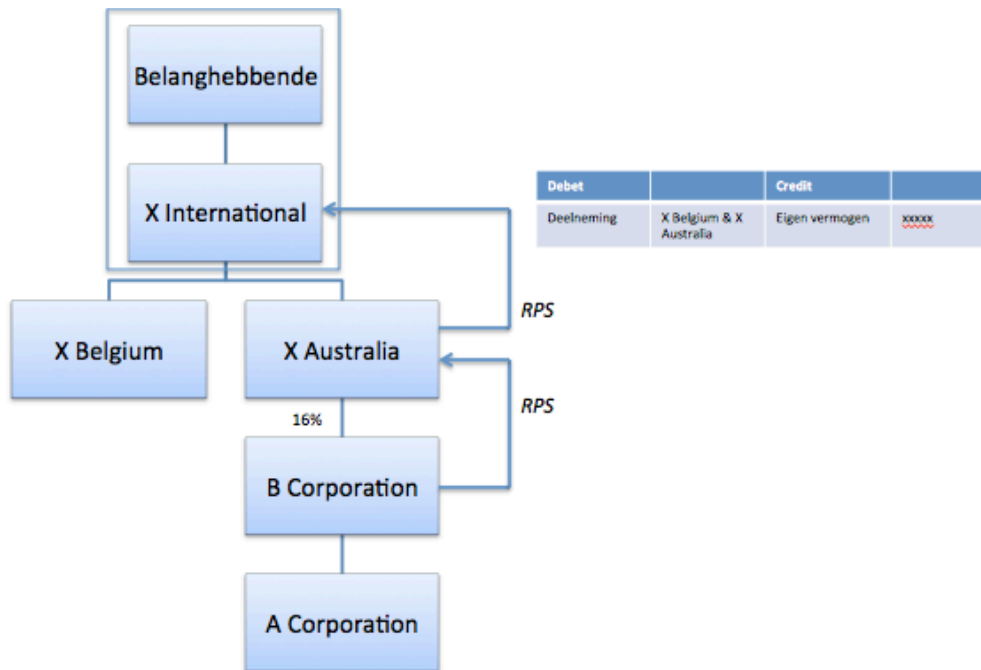 Belanghebbende
X International
Debet Credit
Deelneming X Belgium & X Australia Eigen vermogen xxxxx
RPS
X Belgium
X Australia
RPS
16%
B Corporation
A Corporation